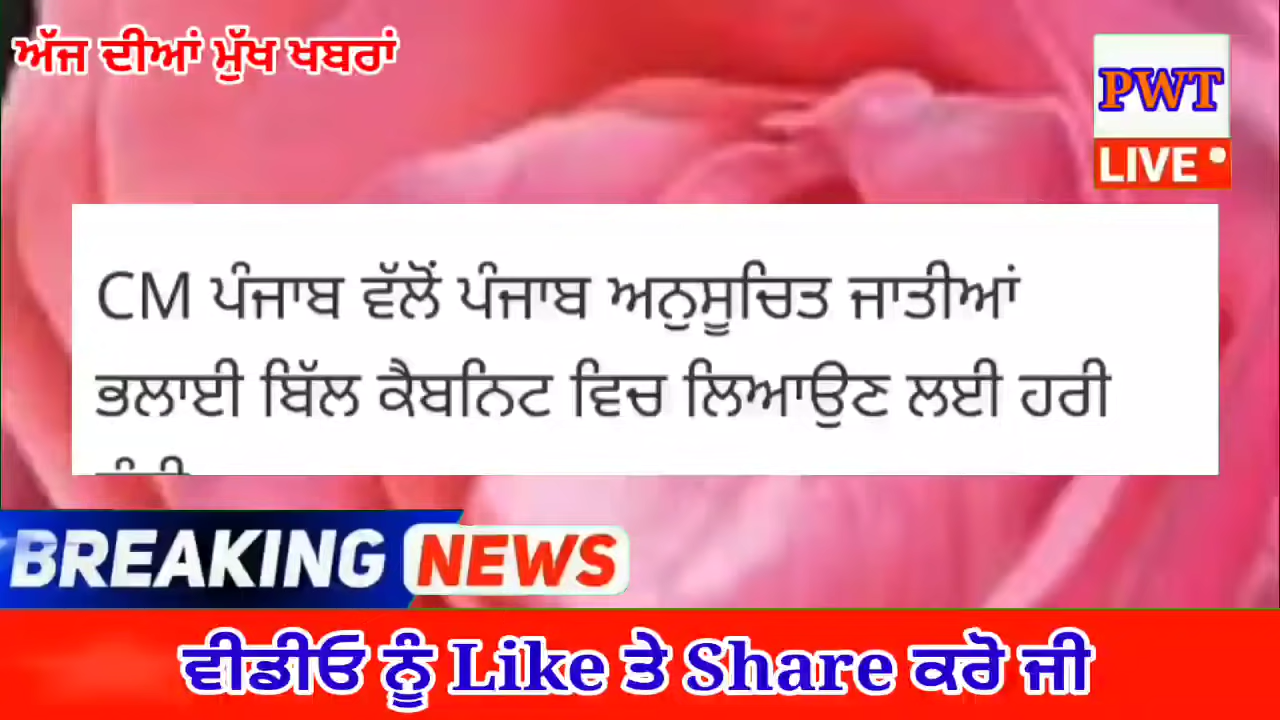 ਅੱਜ ਦੀਆਂ ਮੁੱਖ ਖਬਰਾਂ
PWT
LIVE
CM ਪੰਜਾਬ ਵੱਲੋਂ ਪੰਜਾਬ ਅਨੁਸੂਚਿਤ ਜਾਤੀਆਂ
ਭਲਾਈ ਬਿੱਲ ਕੈਬਨਿਟ ਵਿਚ ਲਿਆਉਣ ਲਈ ਹਰੀ
BREAKING NEWS
ਵੀਡੀਓ ਨੂੰ Like ਤੇ Share ਕਰੋ ਜੀ